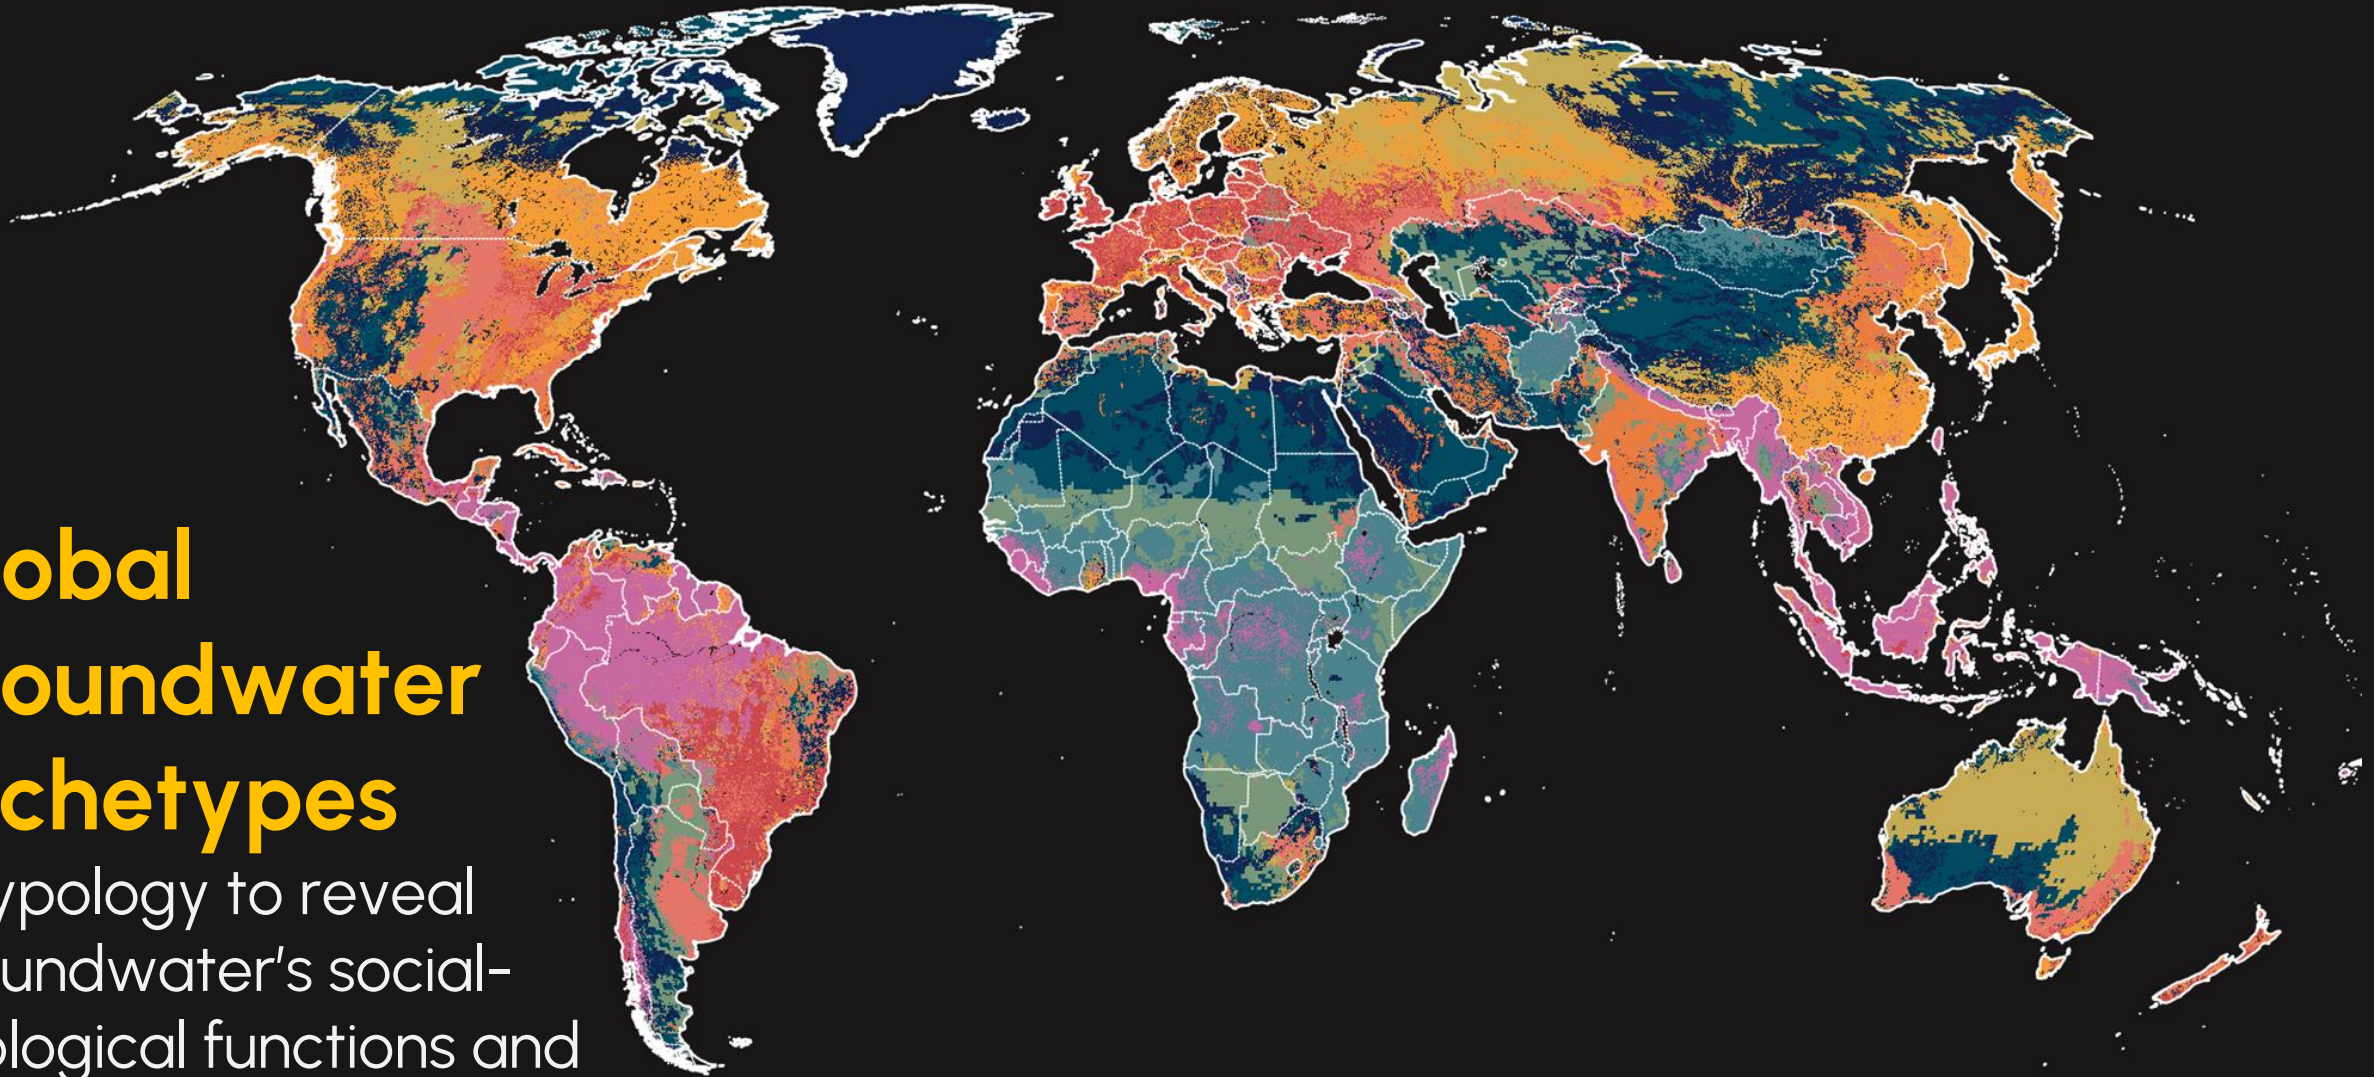 obal
oundwater
chetypes
ypology to reveal
undwater's social-
ological functions and